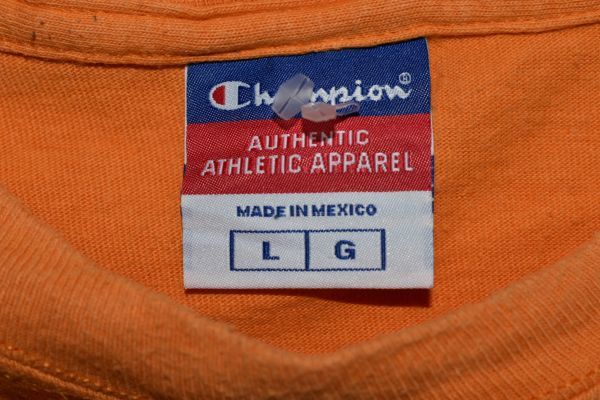 Champion®
AUTHENTIC
ATHLETIC APPAREL
MADE IN MEXICO
L G